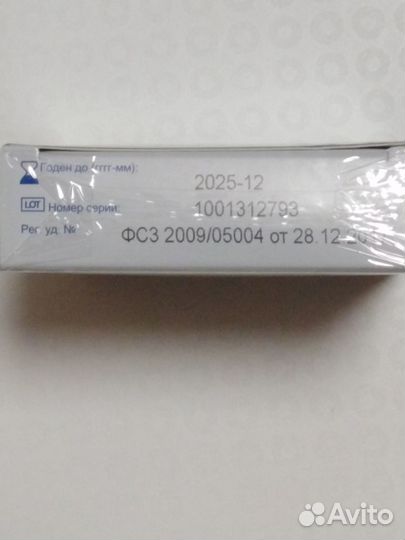 Годен до (гггг-мм):
2025-12
LOT Номер серии:
1001312793
Рег. уд. №
ФСЗ 2009/05004 от 28.12
Avito